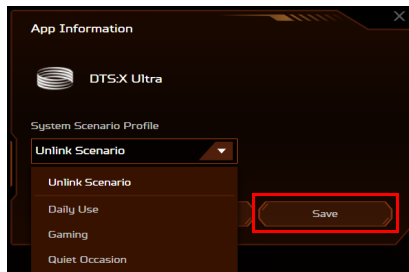 App Information
DTS:X Ultra
System Scenario Profile
Unlink Scenario
Unlink Scenario
Daily Use
Save
Gaming
Quiet Occasion